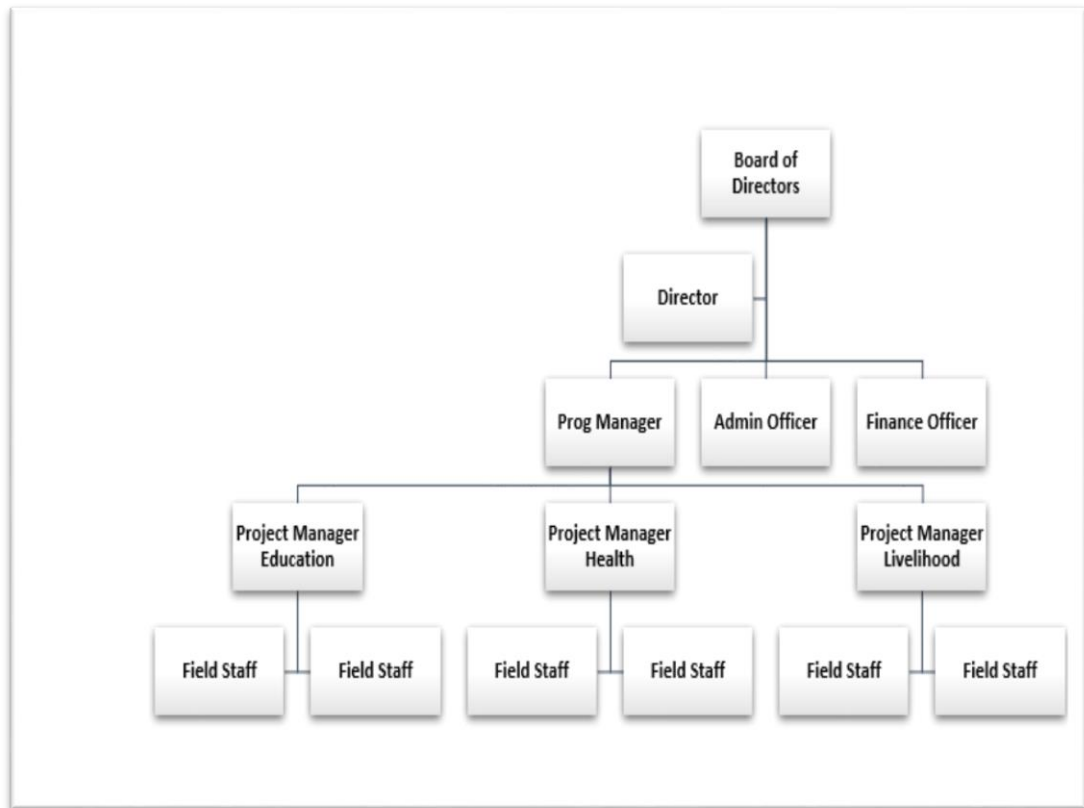 Board of
Directors
Director
Prog Manager
Admin Officer
Finance Officer
Project Manager
Education
Project Manager
Health
Project Manager
Livelihood
Field Staff
Field Staff
Field Staff
Field Staff
Field Staff
Field Staff